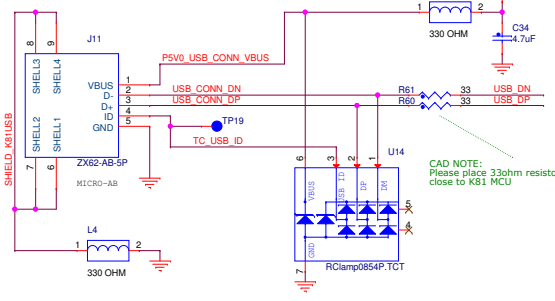 1
2
330 OHM
C34
4.7uF
J11
8
9
SHELL3
SHELL4
SHELL2
SHELL1
7
6
VBUS
D-
D+
ID
GND
1
2
3
4
5
ZX62-AB-5P
MICRO-AB
SHIELD_K81USB
P5V0_USB_CONN_VBUS
USB_CONN_DN
USB_CONN_DP
TP19
TC_USB_ID
R61
R60
33
33
USB_DN
USB_DP
U14
6
3
2
1
VBUS
USB ID
DP
DM
GND
5
4
7
RClamp0854P.TCT
CAD NOTE:
Please place 33ohm resisto
close to K81 MCU
L4
1
2
330 OHM